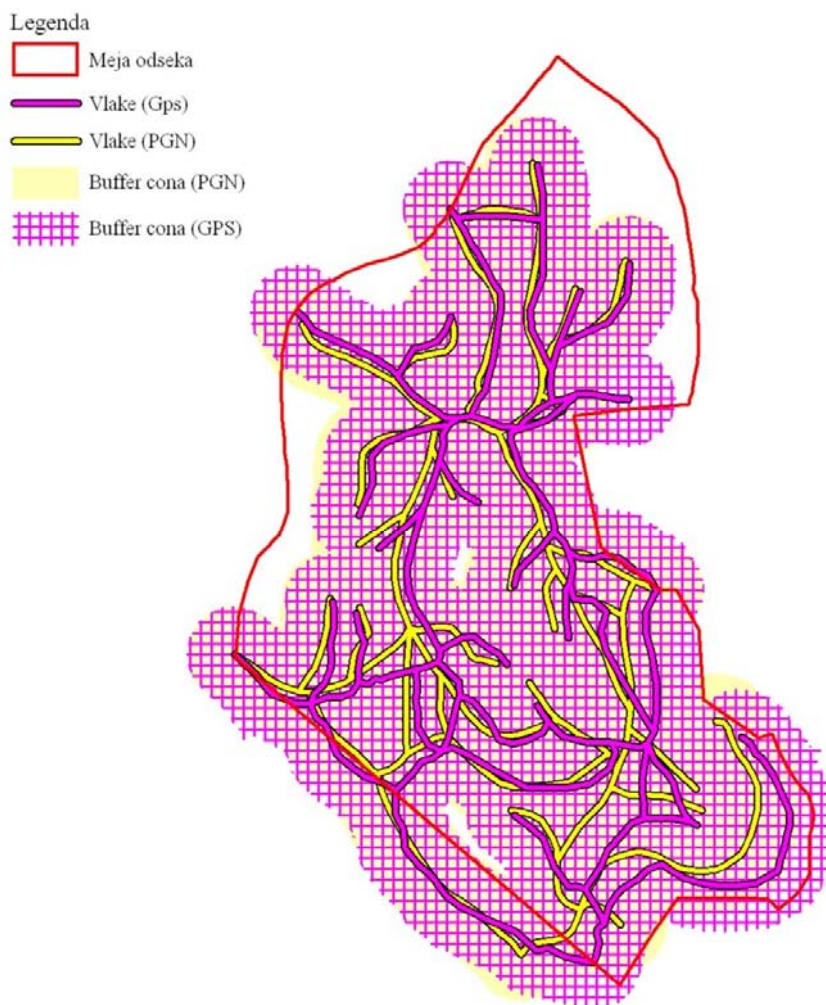 Legenda
Meja odseka
Vlake (Gps)
Vlake (PGN)
Buffer cona (PGN)
Buffer cona (GPS)